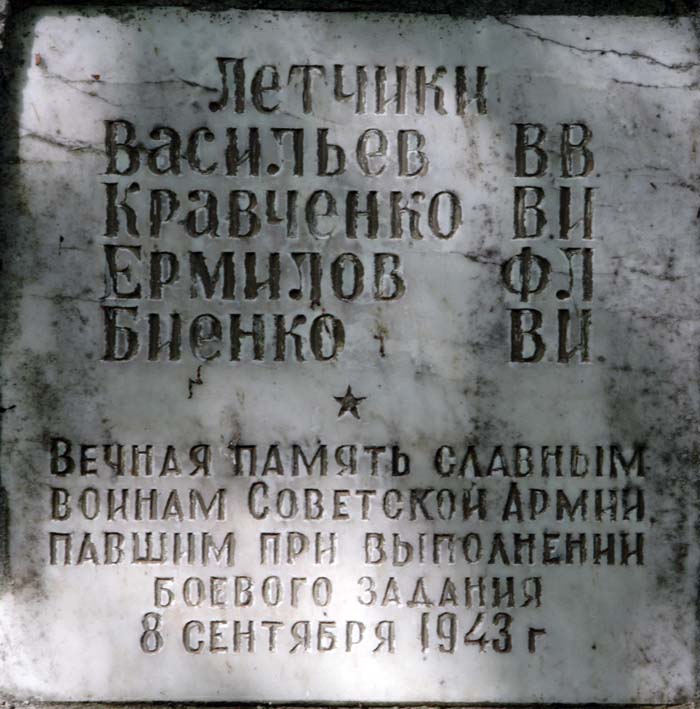 Летчики
Васильев ВВ
Кравченко ВИ
Ермилов ФЛ
Биенко ВИ
Вечная память славным
воинам Советской Армии
павшим при выполнении
боевого задания
8 сентября 1943 г